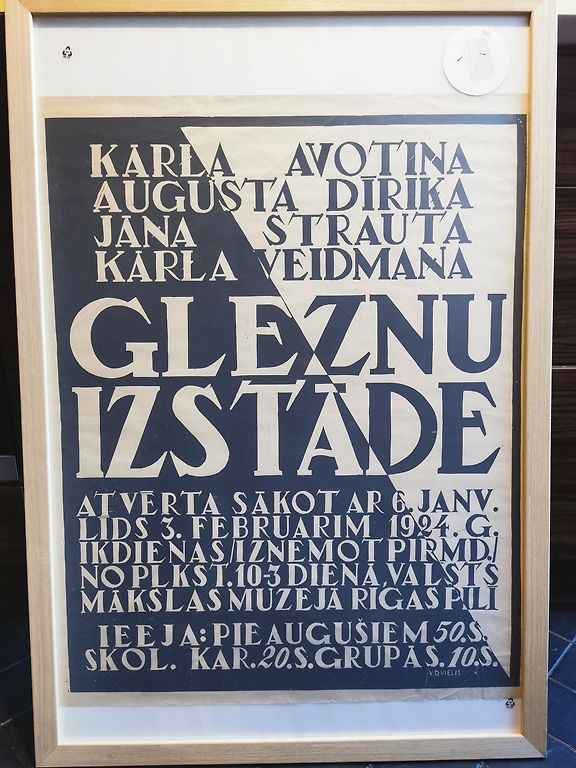 KĀRĻA AVOTIŅA
AUGUSTA DĪRIĶA
JĀŅA STRAUTA
KĀRĻA VEIDMAŅA
GLEZNU
IZSTĀDE
ATVĒRTA SĀKOT AR 6. JANV.
LĪDS 3. FEBRUARIM 1924. G.
IKDIENAS/IZŅEMOT PIRMD./
NO PLKST. 10-3 DIENĀ, VALSTS
MĀKSLAS MUZEJĀ RĪGAS PILĪ
IEEJA: PIEAUGUŠIEM 50. S.
SKOL. KAR. 20. S. GRUPĀS. 10. S.
V. DVIELIS